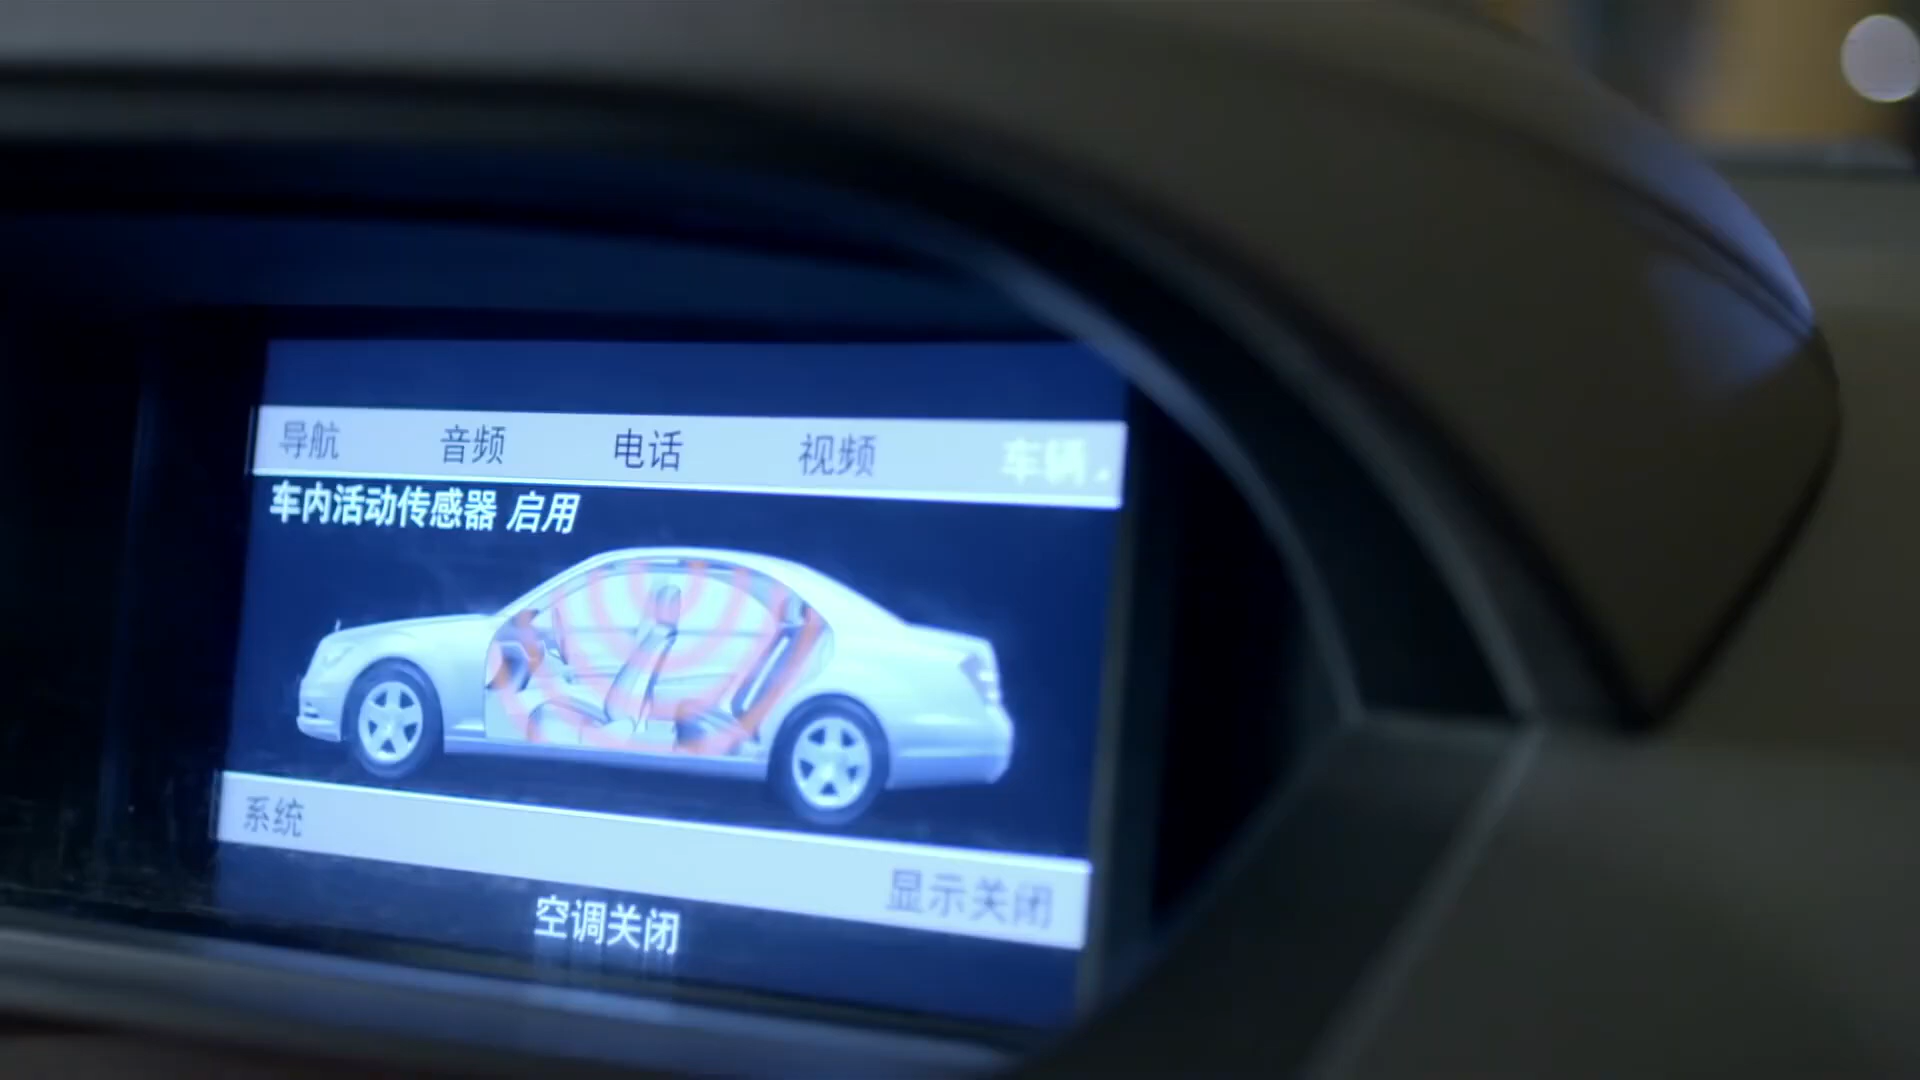 导航 音频 电话 视频 车辆
车内活动传感器 启用
系统
显示关闭
空调关闭